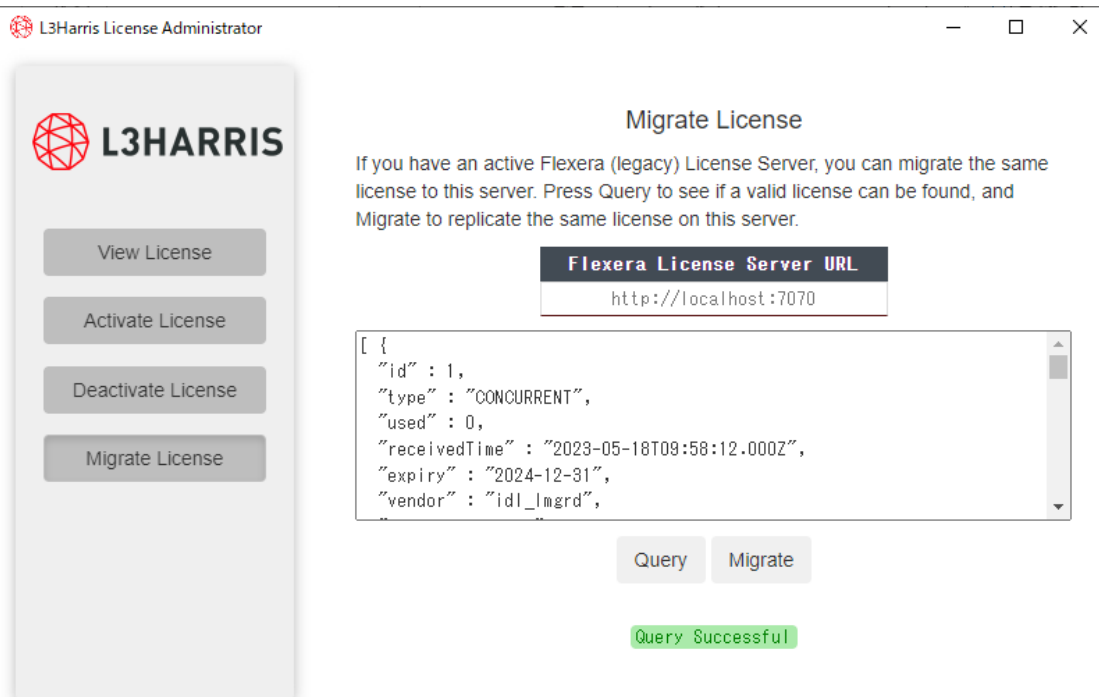 L3Harris License Administrator
L3HARRIS
View License
Activate License
Deactivate License
Migrate License
Migrate License
If you have an active Flexera (legacy) License Server, you can migrate the same
license to this server. Press Query to see if a valid license can be found, and
Migrate to replicate the same license on this server.
Flexera License Server URL
http://localhost:7070
[ {
"id" : 1,
"type" : "CONCURRENT",
"used" : 0,
"receivedTime" : "2023-05-18T09:58:12.000Z",
"expiry" : "2024-12-31",
"vendor" : "idl_lmgrd",
Query Migrate
Query Successful